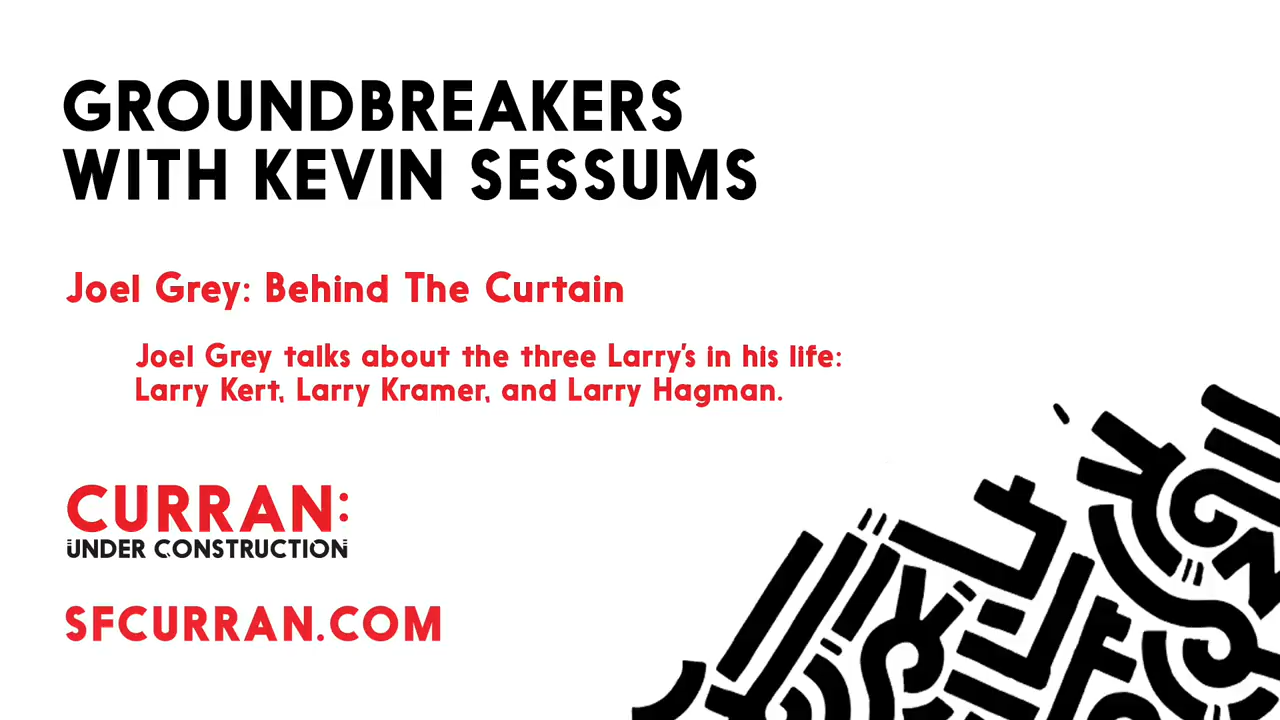 GROUNDBREAKERS
WITH KEVIN SESSUMS
Joel Grey: Behind The Curtain
Joel Grey talks about the three Larry's in his life:
Larry Kert, Larry Kramer, and Larry Hagman.
CURRAN:
UNDER CONSTRUCTION
SFCURRAN.COM